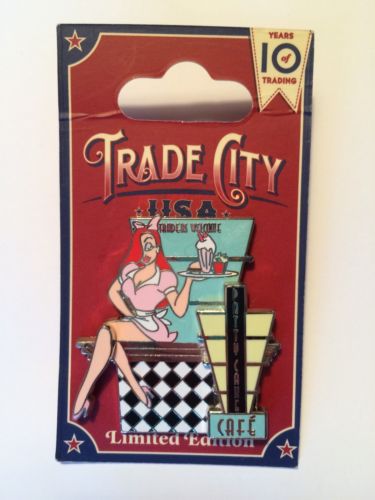 YEARS
10 of
TRADING
TRADE CITY
USA
TRADERS WELCOME
CAFÉ
Limited Edition